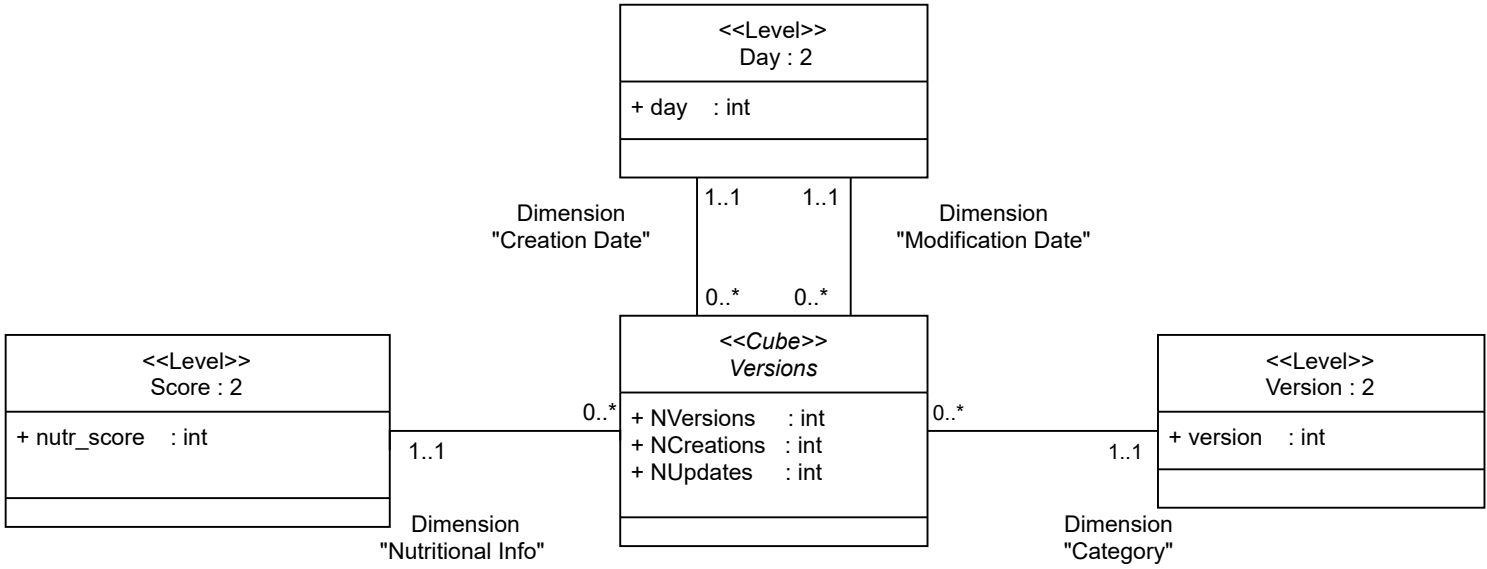 <<Level>>
Day : 2
+ day : int
1..1
1..1
Dimension
"Creation Date"
Dimension
"Modification Date"
0..*
0..*
<<Level>>
Score : 2
+ nutr_score : int
1..1
0..*
Dimension
"Nutritional Info"
<<Cube>>
Versions
+ NVersions : int
+ NCreations : int
+ NUpdates : int
0..*
1..1
Dimension
"Category"
<<Level>>
Version : 2
+ version : int